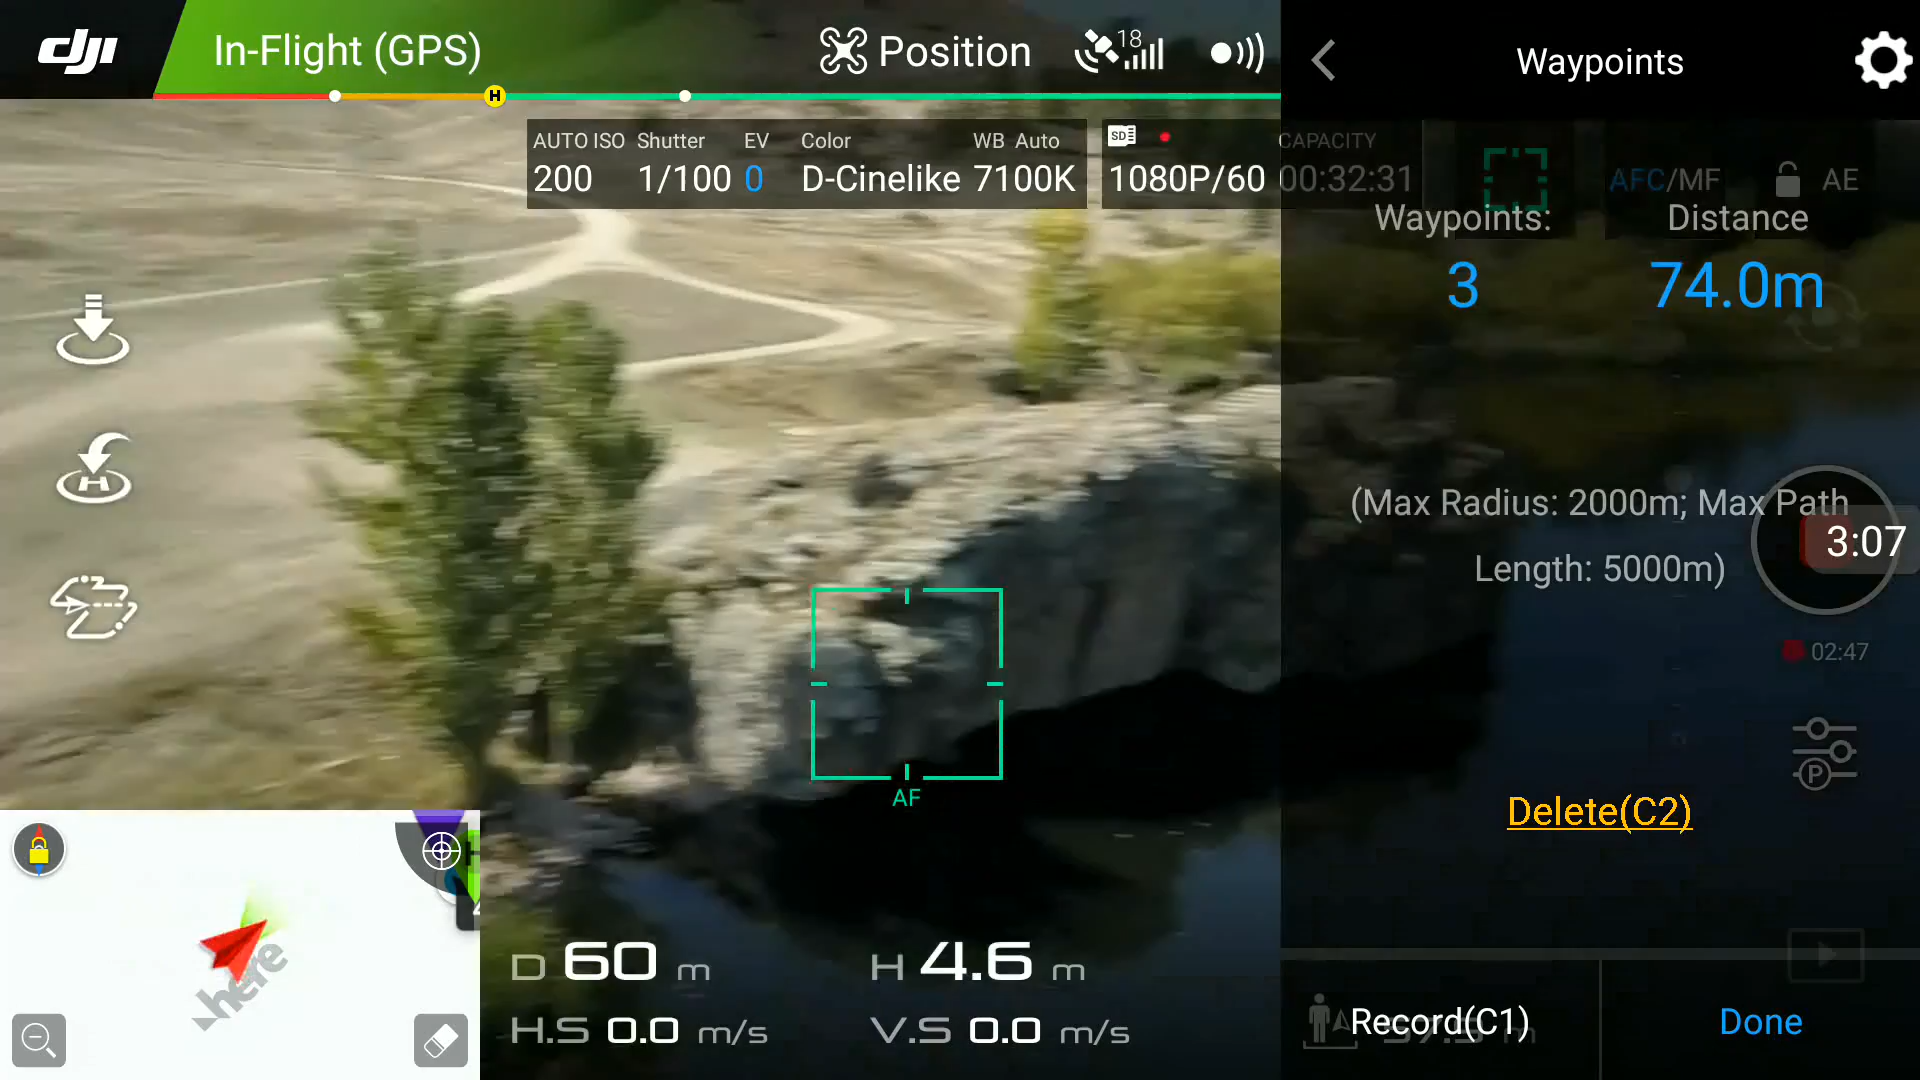 dji
In-Flight (GPS)
Position
18
Waypoints
H
AUTO ISO Shutter EV Color WB Auto
200 1/100 0 D-Cinelike 7100K
SD
1080P/60
CAPACITY
00:32:31
AFC/MF
AE
Waypoints: Distance
3 74.0m
H
(Max Radius: 2000m; Max Path
Length: 5000m)
3:07
02:47
P
AF
Delete(C2)
here
D 60 m H 4.6 m
H.S 0.0 m/s V.S 0.0 m/s
Record(C1)
Done